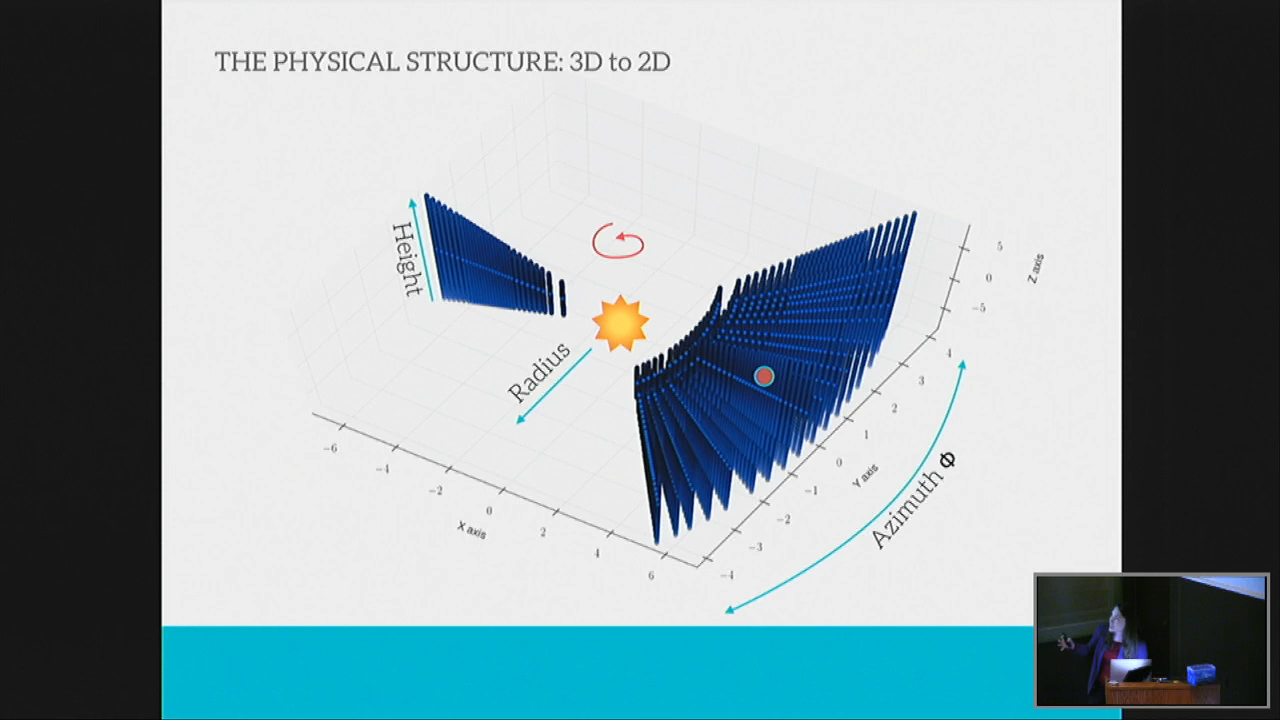 THE PHYSICAL STRUCTURE: 3D to 2D
Height
Radius
Azimuth Φ
X axis
-6
-4
-2
0
2
4
6
Y axis
-4
-3
-2
-1
0
1
2
3
4
Z axis
5
0
-5